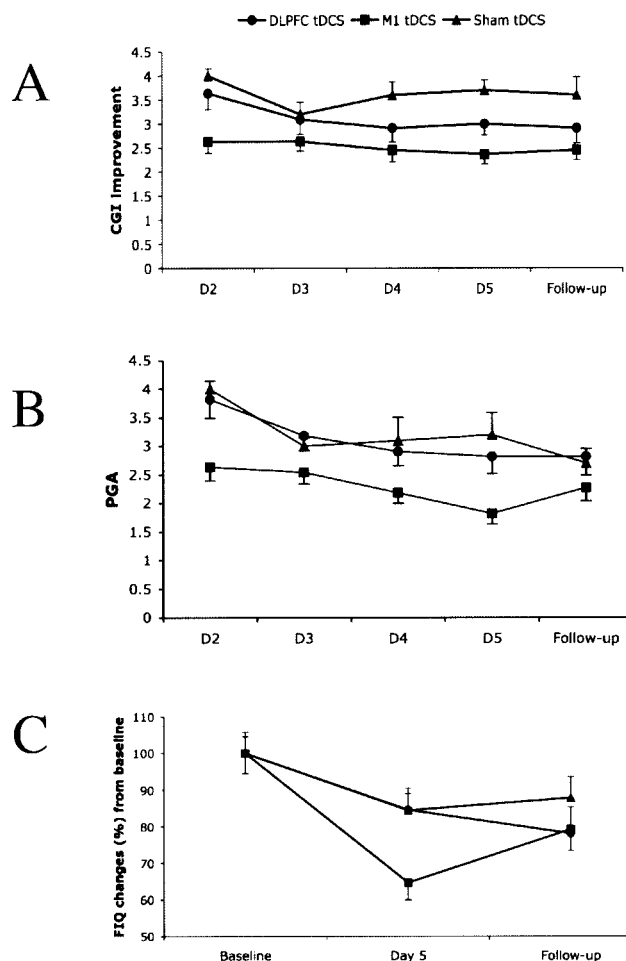 DLPFC tDCS M1 tDCS Sham tDCS
A
CGI Improvement
4.5
4
3.5
3
2.5
2
1.5
1
0.5
0
D2 D3 D4 D5 Follow-up
B
PGA
4.5
4
3.5
3
2.5
2
1.5
1
0.5
0
D2 D3 D4 D5 Follow-up
C
FIQ changes (%) from baseline
110
100
90
80
70
60
50
Baseline Day 5 Follow-up